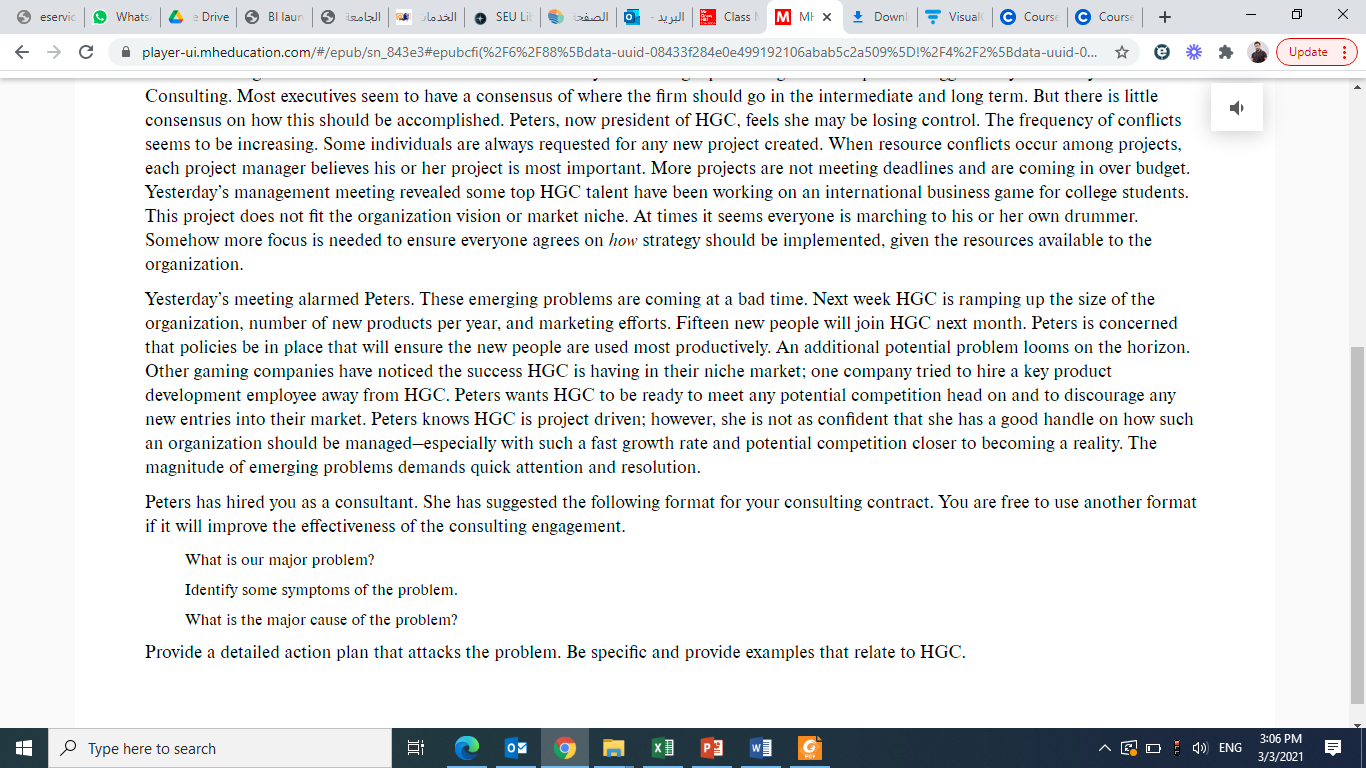 eservic
Whats
e Drive
BI laun
الجامعة
الخدمات
SEU Li
الصفحة
البريد -
Class
M
Downl
Visual
Course
Course
player-ui.mheducation.com/#/epub/sn_843e3#epubcfi(%2F6%2F88%5Bdata-uuid-08433f284e0e499192106abab5c2a509%5D!%2F4%2F2%5Bdata-uuid-0...
Update
Consulting. Most executives seem to have a consensus of where the firm should go in the intermediate and long term. But there is little
consensus on how this should be accomplished. Peters, now president of HGC, feels she may be losing control. The frequency of conflicts
seems to be increasing. Some individuals are always requested for any new project created. When resource conflicts occur among projects,
each project manager believes his or her project is most important. More projects are not meeting deadlines and are coming in over budget.
Yesterday's management meeting revealed some top HGC talent have been working on an international business game for college students.
This project does not fit the organization vision or market niche. At times it seems everyone is marching to his or her own drummer.
Somehow more focus is needed to ensure everyone agrees on how strategy should be implemented, given the resources available to the
organization.
Yesterday's meeting alarmed Peters. These emerging problems are coming at a bad time. Next week HGC is ramping up the size of the
organization, number of new products per year, and marketing efforts. Fifteen new people will join HGC next month. Peters is concerned
that policies be in place that will ensure the new people are used most productively. An additional potential problem looms on the horizon.
Other gaming companies have noticed the success HGC is having in their niche market; one company tried to hire a key product
development employee away from HGC. Peters wants HGC to be ready to meet any potential competition head on and to discourage any
new entries into their market. Peters knows HGC is project driven; however, she is not as confident that she has a good handle on how such
an organization should be managed—especially with such a fast growth rate and potential competition closer to becoming a reality. The
magnitude of emerging problems demands quick attention and resolution.
Peters has hired you as a consultant. She has suggested the following format for your consulting contract. You are free to use another format
if it will improve the effectiveness of the consulting engagement.
What is our major problem?
Identify some symptoms of the problem.
What is the major cause of the problem?
Provide a detailed action plan that attacks the problem. Be specific and provide examples that relate to HGC.
Type here to search
ENG
3:06 PM
3/3/2021